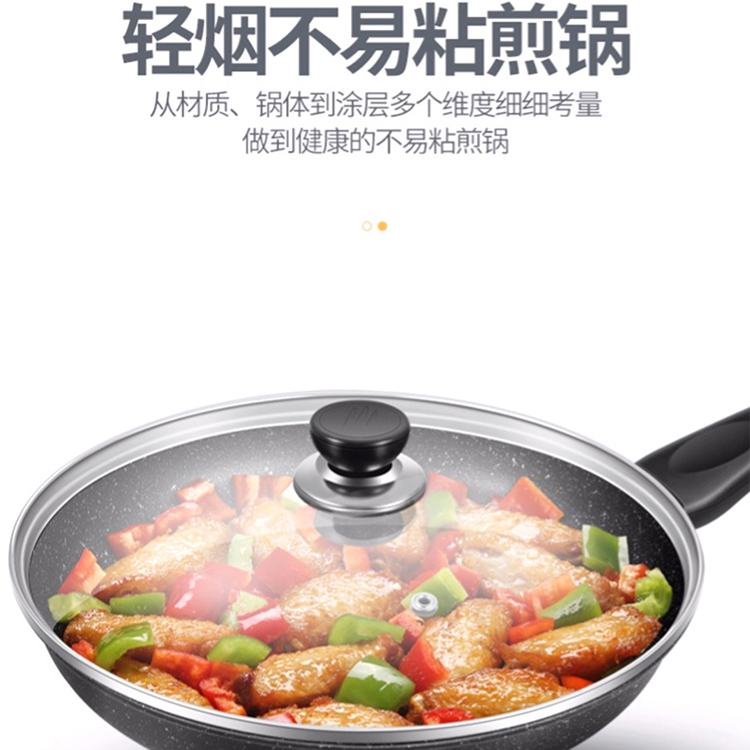 轻烟不易粘煎锅
从材质、锅体到涂层多个维度细细考量
做到健康的不易粘煎锅